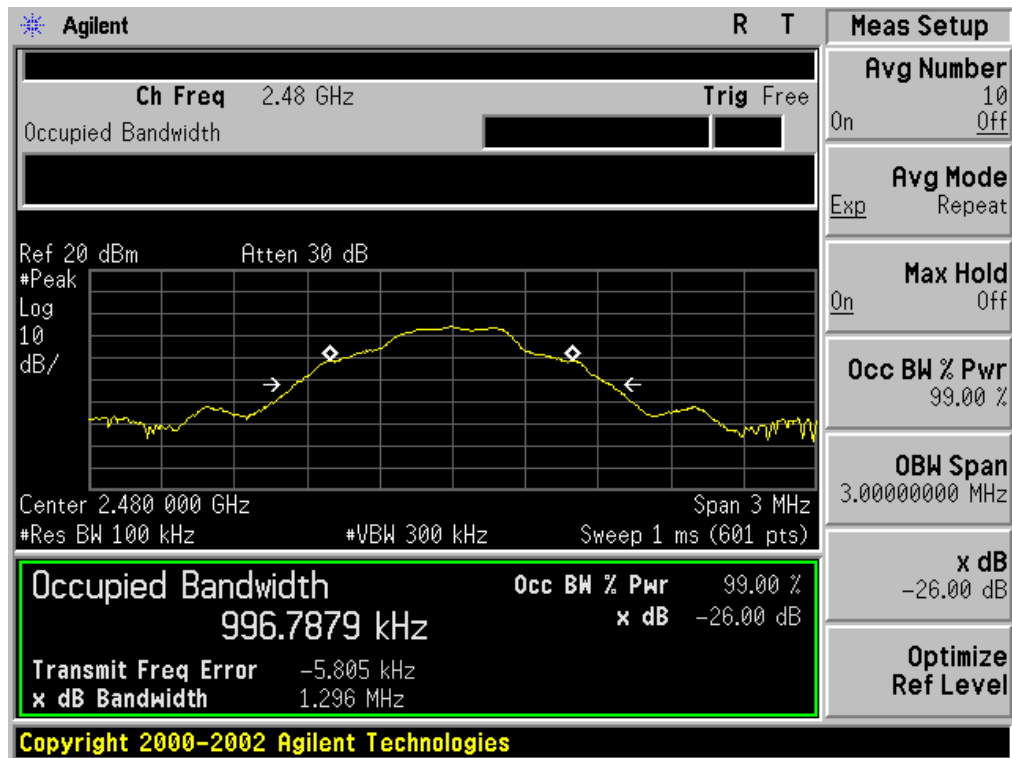 Agilent R T
Ch Freq 2.48 GHz Trig Free
Occupied Bandwidth
Ref 20 dBm Atten 30 dB
#Peak
Log
10
dB/
Center 2.480 000 GHz Span 3 MHz
#Res BW 100 kHz #VBW 300 kHz Sweep 1 ms (601 pts)
Occupied Bandwidth Occ BW % Pwr 99.00 %
996.7879 kHz x dB -26.00 dB
Transmit Freq Error -5.805 kHz
x dB Bandwidth 1.296 MHz
Copyright 2000-2002 Agilent Technologies
Meas Setup
Avg Number
10
On Off
Avg Mode
Exp Repeat
Max Hold
On Off
Occ BW % Pwr
99.00 %
OBW Span
3.00000000 MHz
x dB
-26.00 dB
Optimize
Ref Level